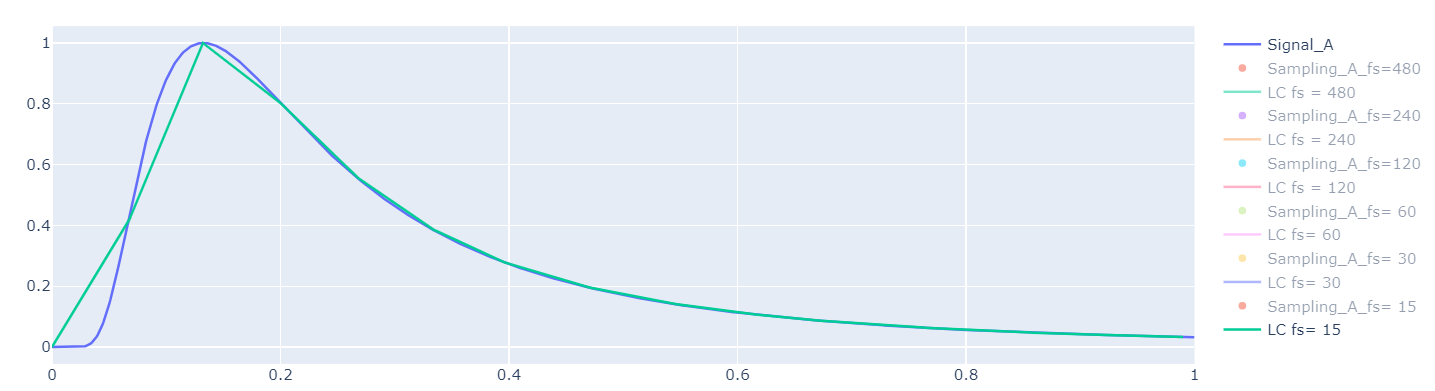 1
0.8
0.6
0.4
0.2
0
0 0.2 0.4 0.6 0.8 1
Signal_A
Sampling_A_fs=480
LC fs = 480
Sampling_A_fs=240
LC fs = 240
Sampling_A_fs=120
LC fs = 120
Sampling_A_fs= 60
LC fs= 60
Sampling_A_fs= 30
LC fs= 30
Sampling_A_fs= 15
LC fs= 15